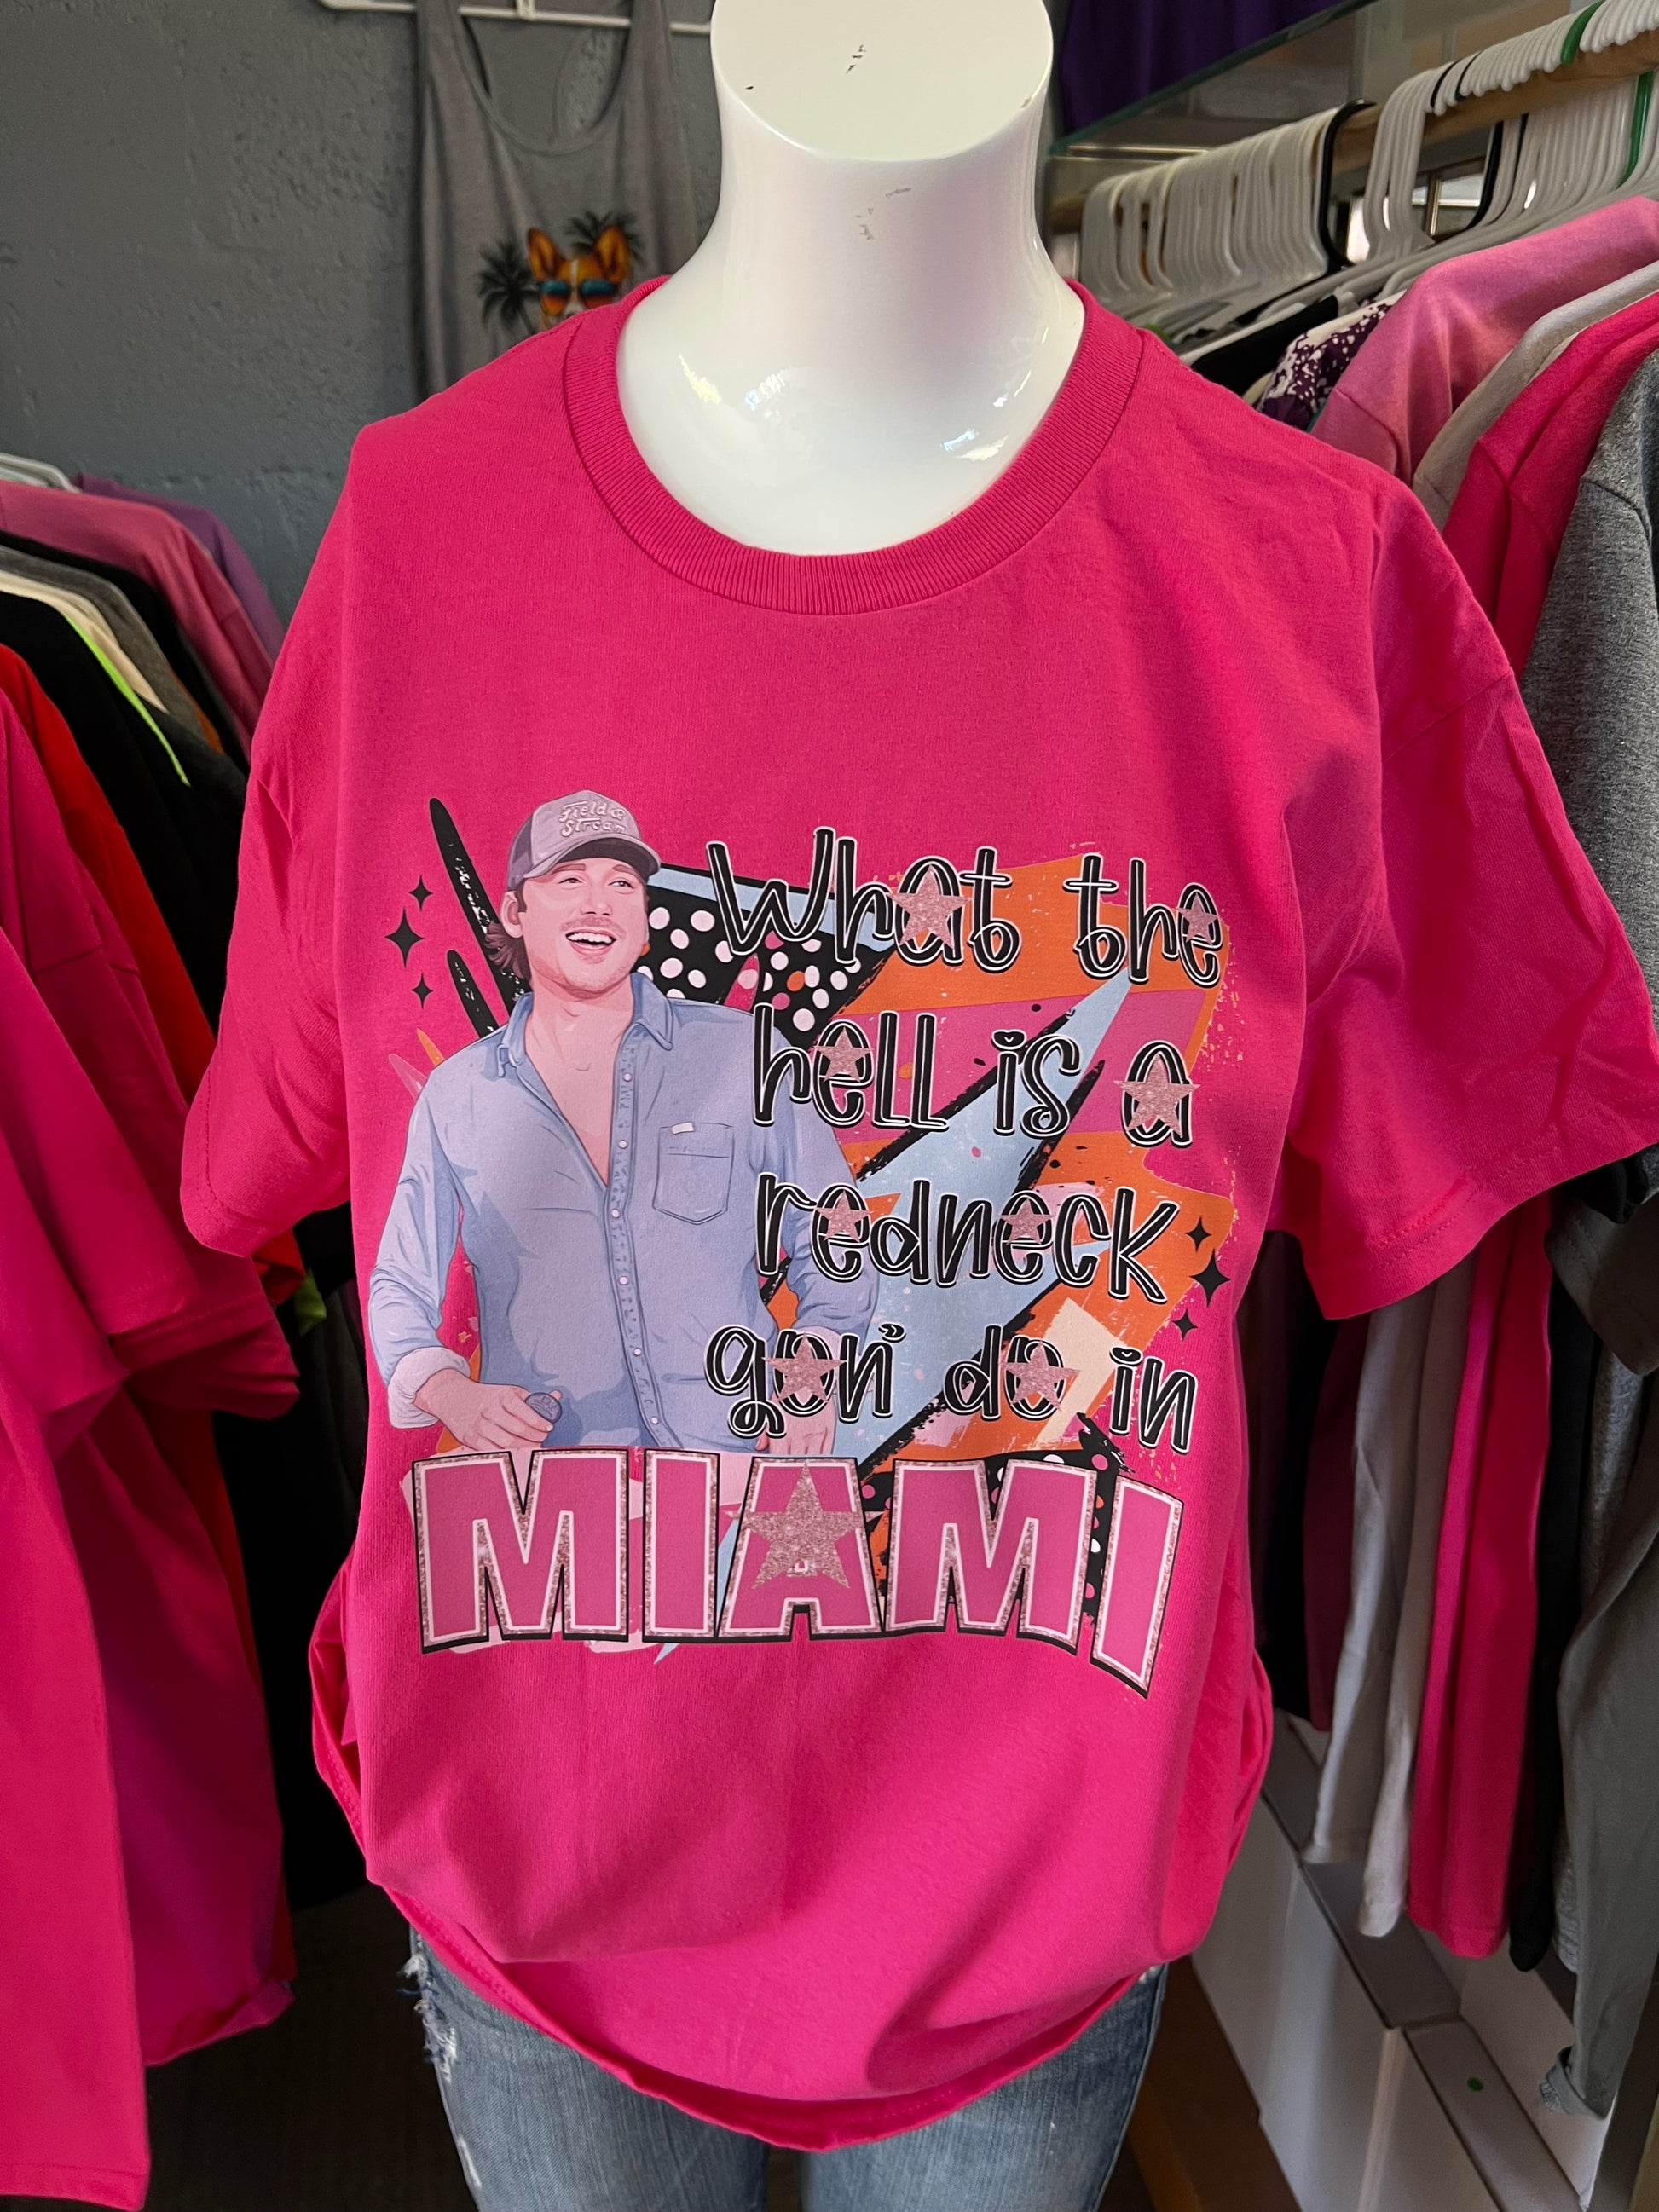 Field &
Stream
What the
hell is a
redneck
gon' do in
MIAMI